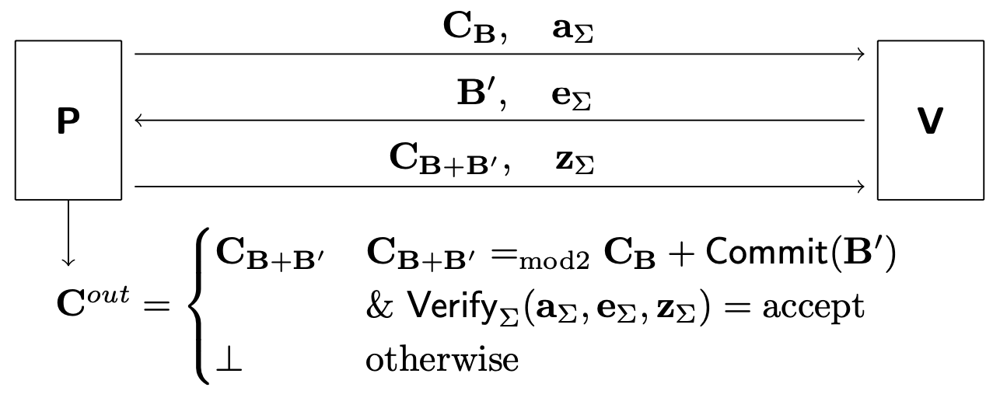 C_B, a_Σ
B′, e_Σ
P
V
C_{B+B′}, z_Σ
C_{B+B′} C_{B+B′} =_{mod2} C_B + Commit(B′)
C^{out} = { & Verify_Σ(a_Σ, e_Σ, z_Σ) = accept
⊥ otherwise